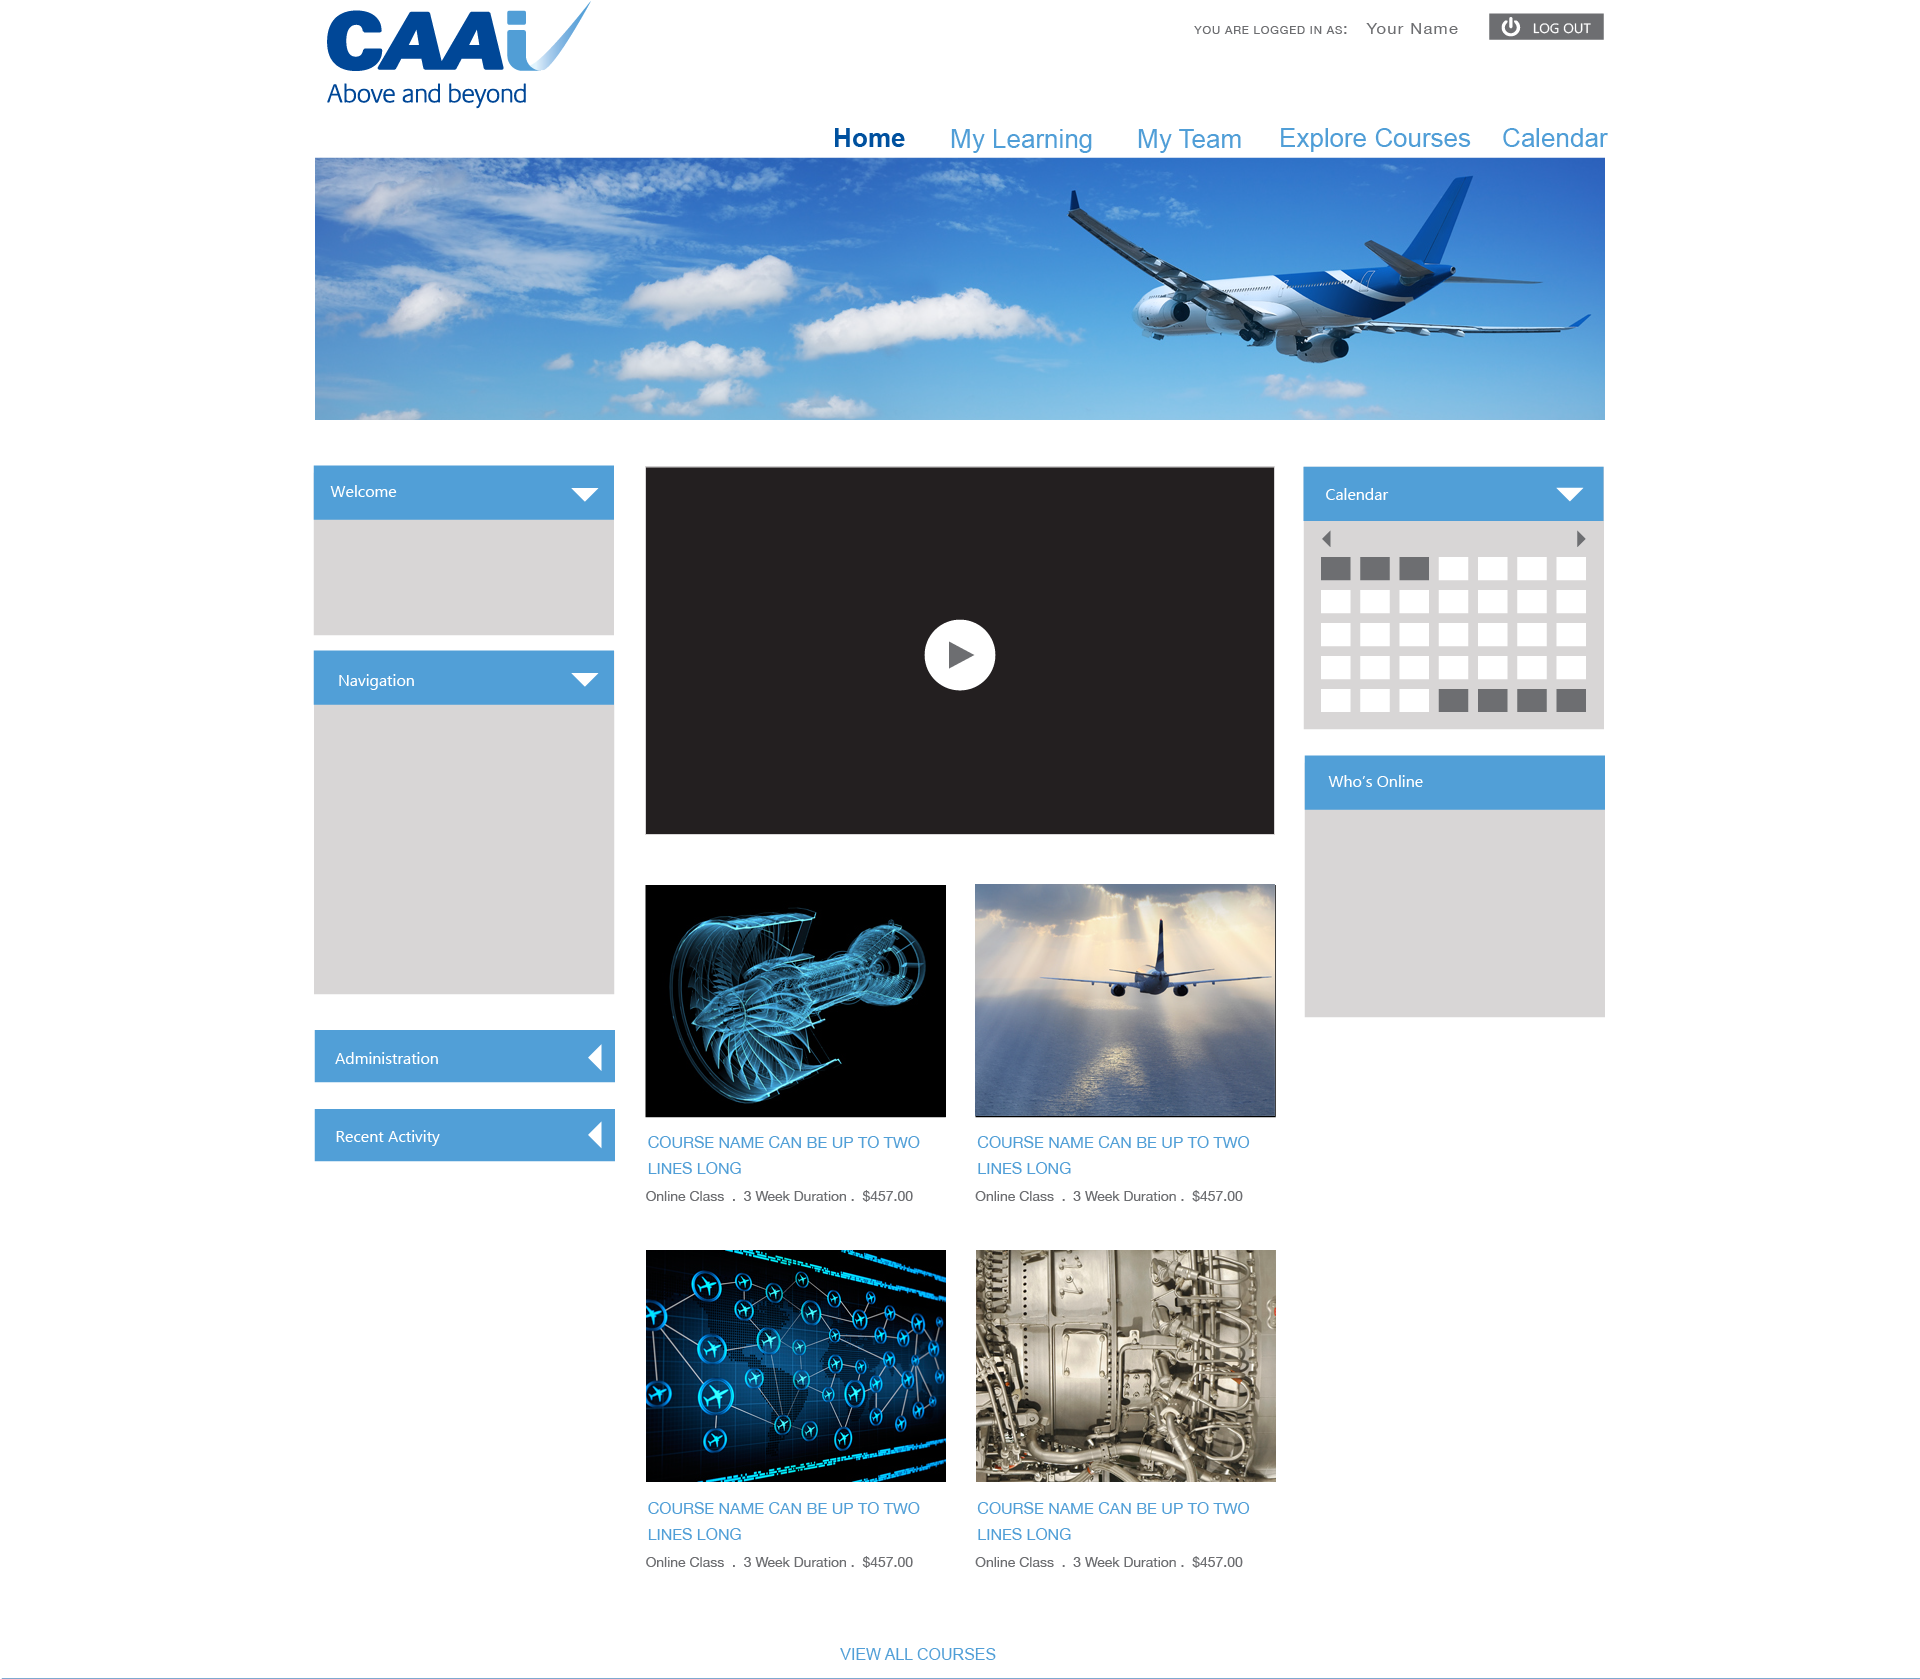 CAAi
Above and beyond
YOU ARE LOGGED IN AS: Your Name
LOG OUT
Home My Learning My Team Explore Courses Calendar
Welcome
Navigation
Administration
Recent Activity
Calendar
Who's Online
COURSE NAME CAN BE UP TO TWO
LINES LONG
Online Class . 3 Week Duration . $457.00
COURSE NAME CAN BE UP TO TWO
LINES LONG
Online Class . 3 Week Duration . $457.00
COURSE NAME CAN BE UP TO TWO
LINES LONG
Online Class . 3 Week Duration . $457.00
COURSE NAME CAN BE UP TO TWO
LINES LONG
Online Class . 3 Week Duration . $457.00
VIEW ALL COURSES